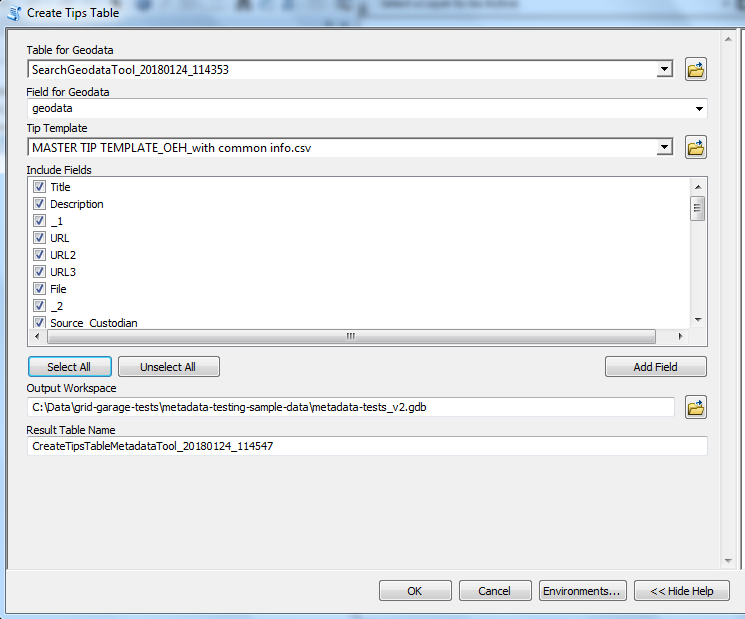 Create Tips Table
Table for Geodata
SearchGeodataTool_20180124_114353
Field for Geodata
geodata
Tip Template
MASTER TIP TEMPLATE_OEH_with common info.csv
Include Fields
Title
Description
_1
URL
URL2
URL3
File
_2
Source_Custodian
Select All Unselect All Add Field
Output Workspace
C:\Data\grid-garage-tests\metadata-testing-sample-data\metadata-tests_v2.gdb
Result Table Name
CreateTipsTableMetadataTool_20180124_114547
OK Cancel Environments... << Hide Help